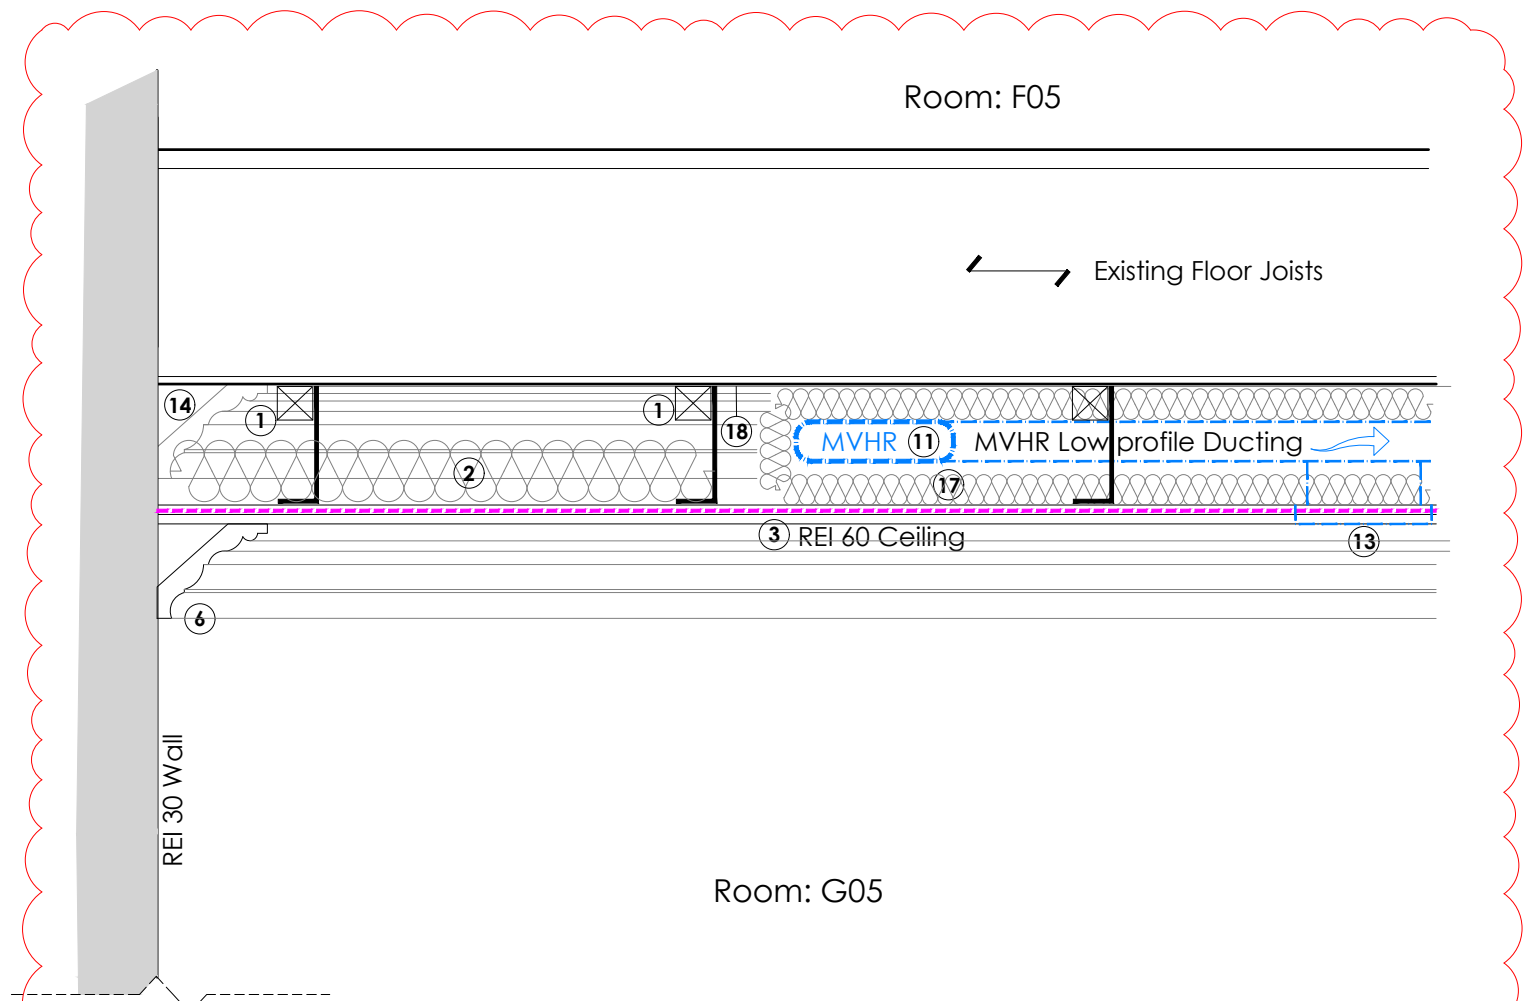 Room: F05
Existing Floor Joists
14
1
1
18
MVHR
11
MVHR Low profile Ducting
2
17
3
REI 60 Ceiling
13
6
REI 30 Wall
Room: G05